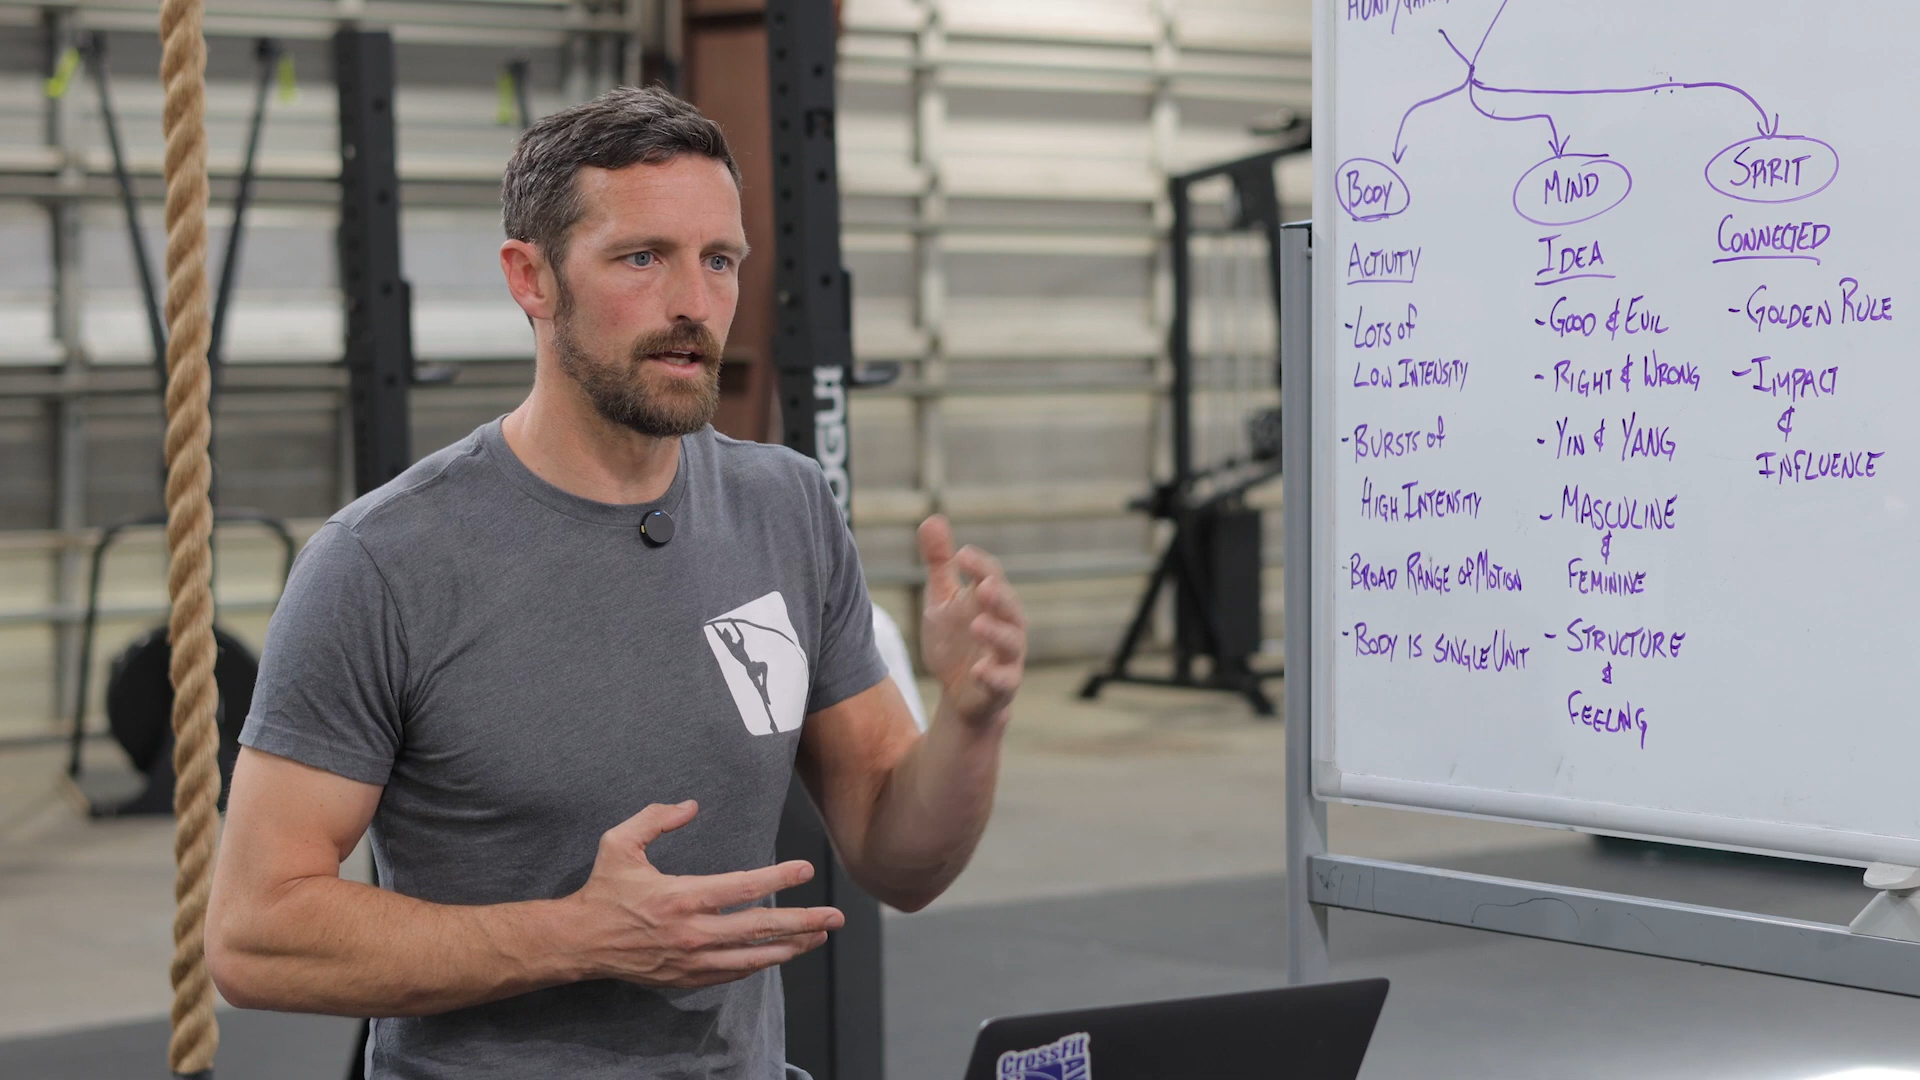 BODY
ACTIVITY
-LOTS OF
LOW INTENSITY
-BURSTS OF
HIGH INTENSITY
-BROAD RANGE OF MOTION
-BODY IS SINGLE UNIT
MIND
IDEA
-GOOD & EVIL
-RIGHT & WRONG
-YIN & YANG
-MASCULINE
&
FEMININE
-STRUCTURE
&
FEELING
SPIRIT
CONNECTED
-GOLDEN RULE
-IMPACT
&
INFLUENCE
CrossFit